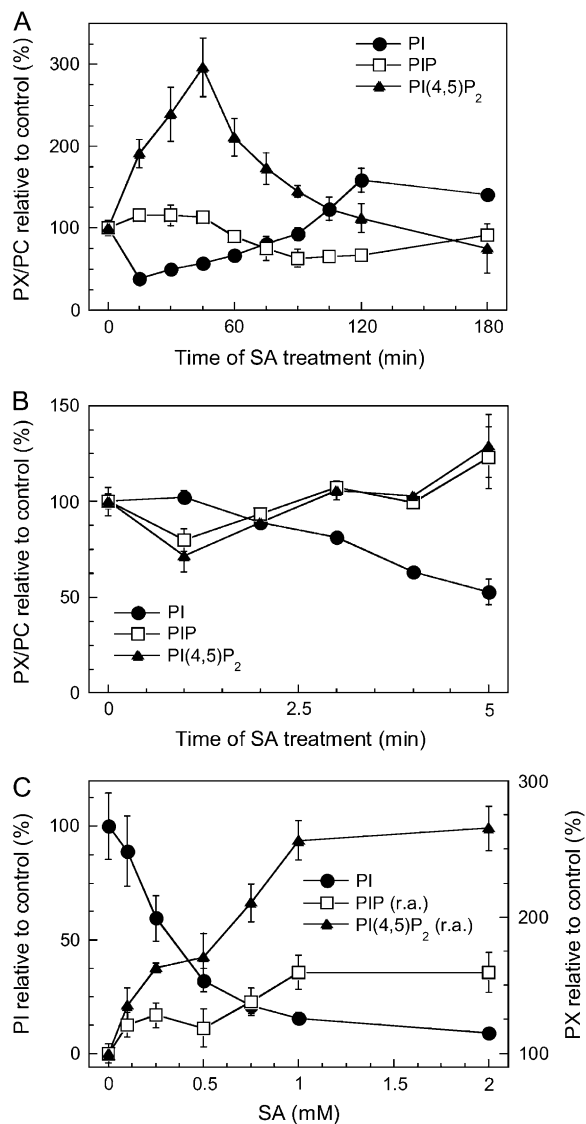 A
PX/PC relative to control (%)
300
200
100
0
PI
PIP
PI(4,5)P₂
0
60
120
180
Time of SA treatment (min)
B
PX/PC relative to control (%)
150
100
50
0
PI
PIP
PI(4,5)P₂
0
2.5
5
Time of SA treatment (min)
C
PI relative to control (%)
100
50
0
PI
PIP (r.a.)
PI(4,5)P₂ (r.a.)
300
200
100
PX relative to control (%)
0
0.5
1
1.5
2
SA (mM)